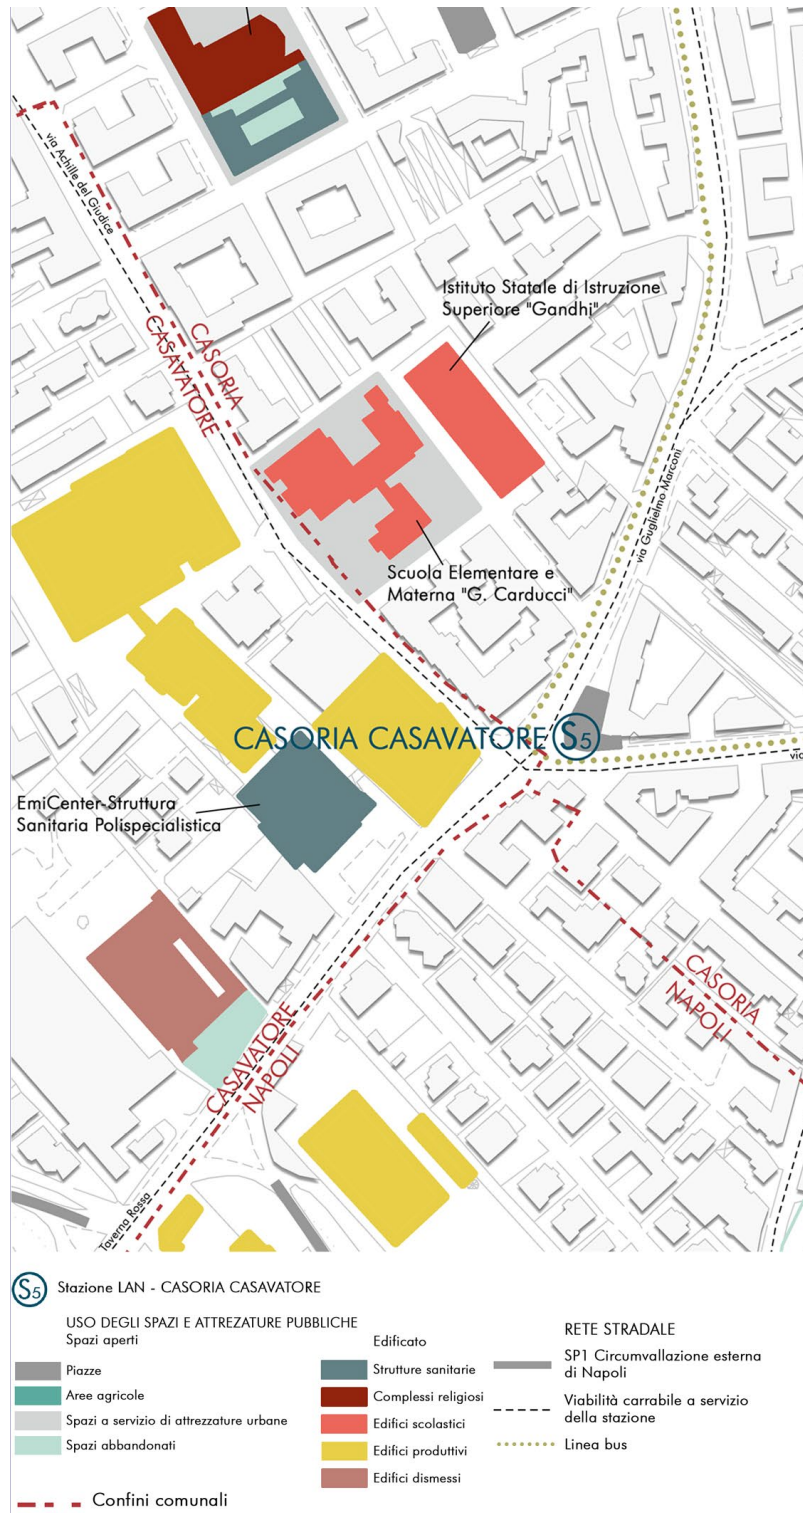 via Achille del Giudice
CASORIA
CASAVATORE
Istituto Statale di Istruzione
Superiore "Gandhi"
via Guglielmo Marconi
Scuola Elementare e
Materna "G. Carducci"
CASORIA CASAVATORE S5
EmiCenter-Struttura
Sanitaria Polispecialistica
CASORIA
NAPOLI
CASAVATORE
NAPOLI
Taverna Rossa
S5 Stazione LAN - CASORIA CASAVATORE
USO DEGLI SPAZI E ATTREZATURE PUBBLICHE
Spazi aperti
Piazze
Aree agricole
Spazi a servizio di attrezzature urbane
Spazi abbandonati
Confini comunali
Edificato
Strutture sanitarie
Complessi religiosi
Edifici scolastici
Edifici produttivi
Edifici dismessi
RETE STRADALE
SP1 Circumvallazione esterna
di Napoli
Viabilità carrabile a servizio
della stazione
Linea bus